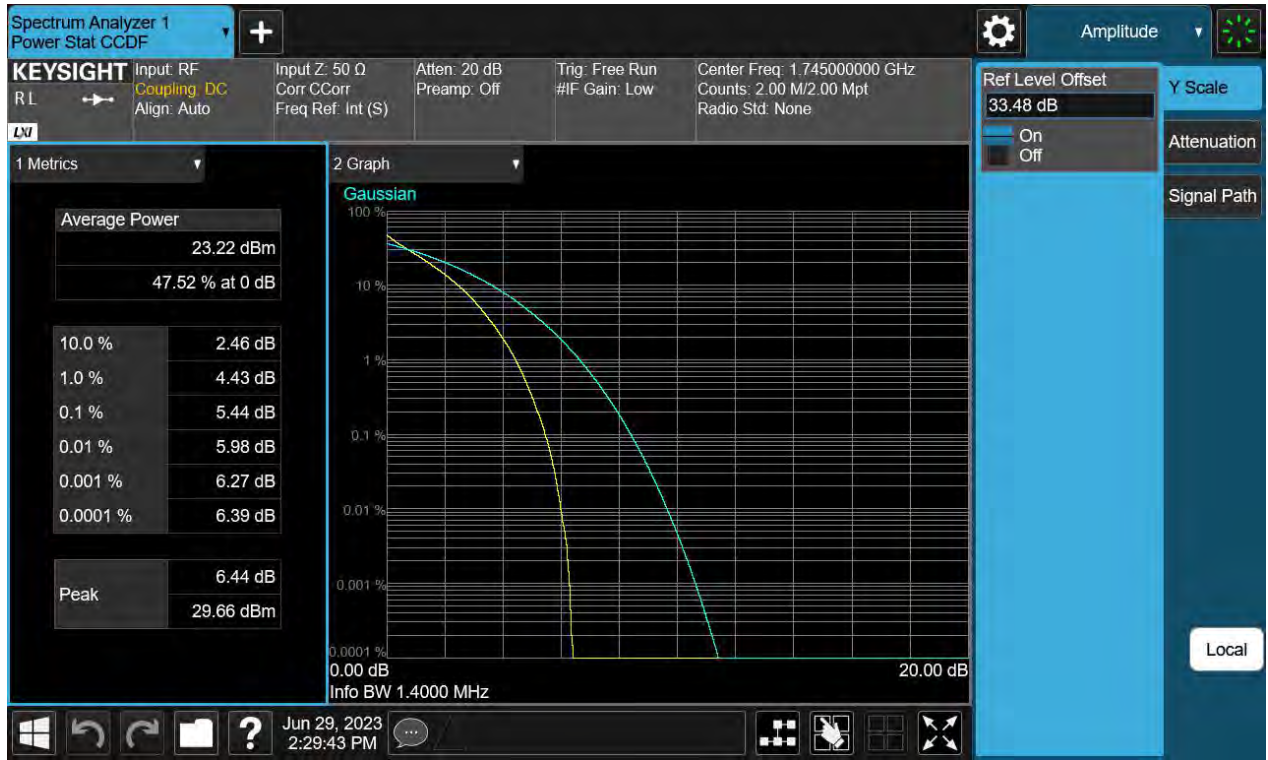 Spectrum Analyzer 1
Power Stat CCDF
+
Amplitude
KEYSIGHT
RL
LXI
Input: RF
Coupling: DC
Align: Auto
Input Z: 50 Ω
Corr CCorr
Freq Ref: Int (S)
Atten: 20 dB
Preamp: Off
Trig: Free Run
#IF Gain: Low
Center Freq: 1.745000000 GHz
Counts: 2.00 M/2.00 Mpt
Radio Std: None
Ref Level Offset
33.48 dB
On
Off
Y Scale
Attenuation
Signal Path
Local
1 Metrics
Average Power
23.22 dBm
47.52 % at 0 dB
10.0 % 2.46 dB
1.0 % 4.43 dB
0.1 % 5.44 dB
0.01 % 5.98 dB
0.001 % 6.27 dB
0.0001 % 6.39 dB
Peak
6.44 dB
29.66 dBm
2 Graph
Gaussian
100 %
10 %
1 %
0.1 %
0.01 %
0.001 %
0.0001 %
0.00 dB 20.00 dB
Info BW 1.4000 MHz
?
Jun 29, 2023
2:29:43 PM